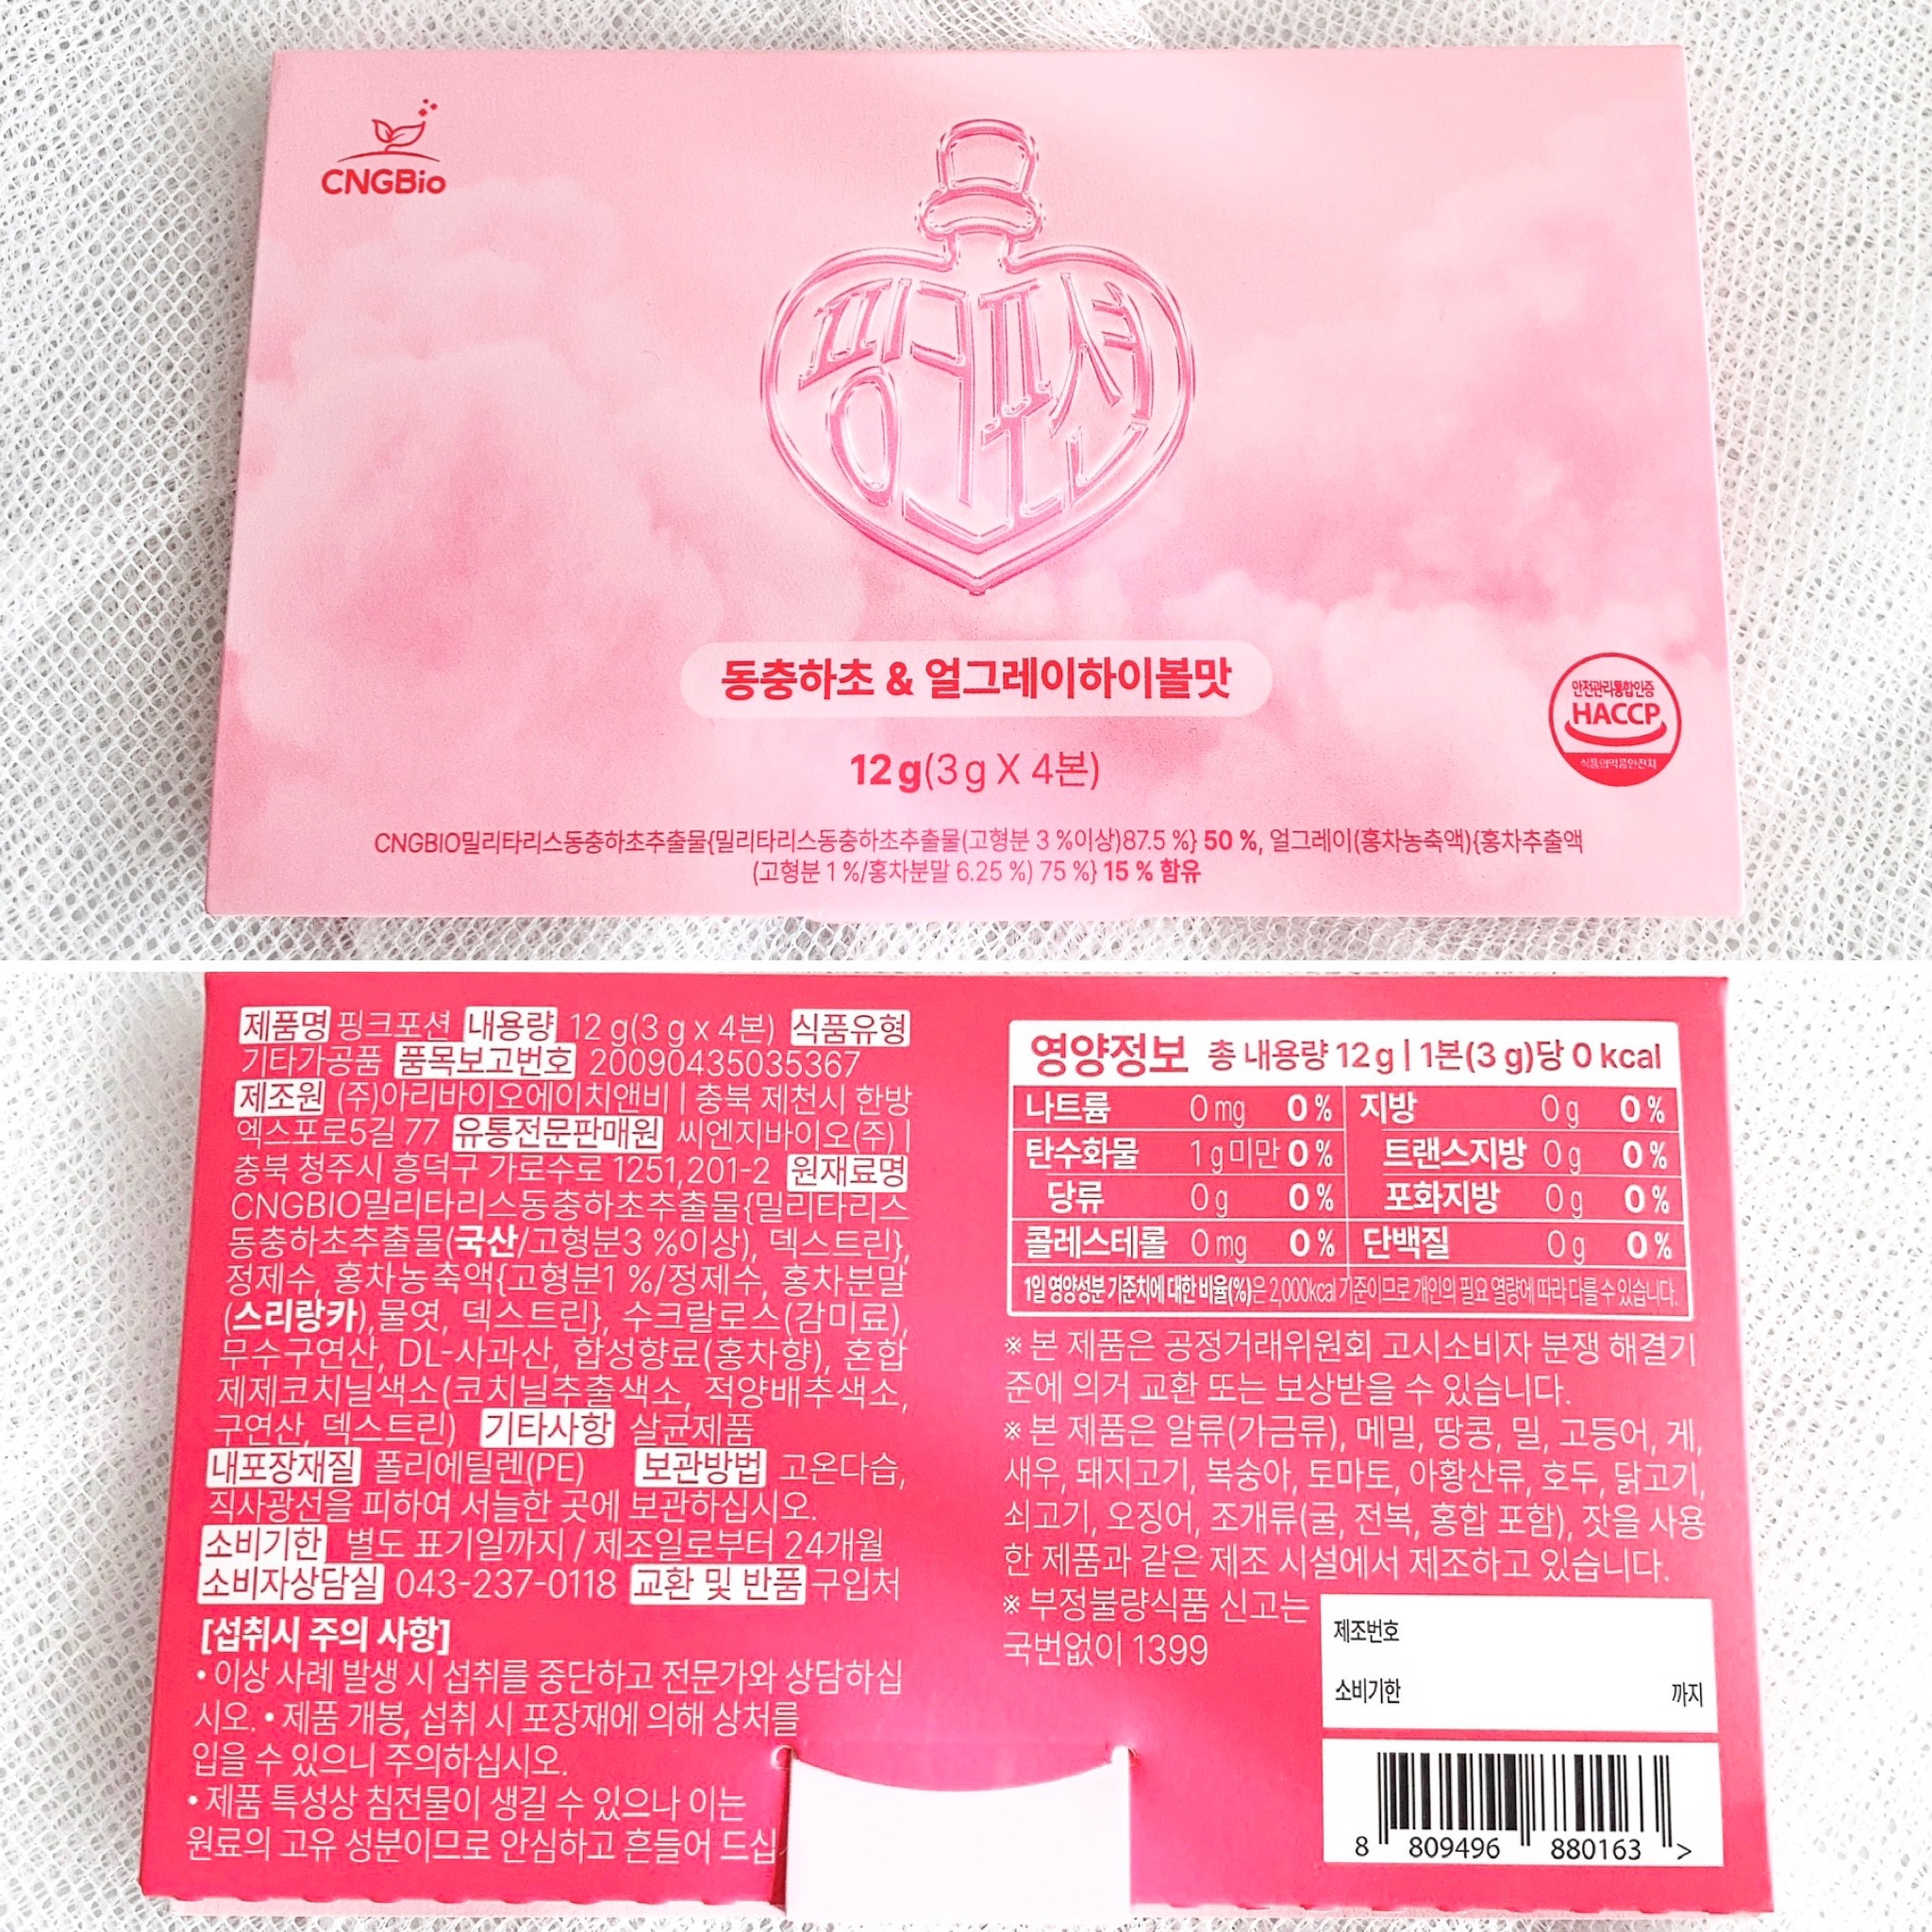 CNGBio
핑크포션
동충하초 & 얼그레이하이볼맛
12 g(3 g X 4본)
안전관리통합인증
HACCP
식품의약품안전처
CNGBIO밀리타리스동충하초추출물{밀리타리스동충하초추출물(고형분 3 %이상)87.5 %} 50 %, 얼그레이(홍차농축액){홍차추출액
(고형분 1 %/홍차분말 6.25 %) 75 %} 15 % 함유
제품명 핑크포션 내용량 12 g(3 g x 4본) 식품유형
기타가공품 품목보고번호 20090435035367
제조원 (주)아리바이오에이치앤비 | 충북 제천시 한방
엑스포로5길 77 유통전문판매원 씨엔지바이오(주) |
충북 청주시 흥덕구 가로수로 1251,201-2 원재료명
CNGBIO밀리타리스동충하초추출물{밀리타리스
동충하초추출물(국산/고형분3 %이상), 덱스트린},
정제수, 홍차농축액{고형분1 %/정제수, 홍차분말
(스리랑카),물엿, 덱스트린}, 수크랄로스(감미료),
무수구연산, DL-사과산, 합성향료(홍차향), 혼합
제제코치닐색소(코치닐추출색소, 적양배추색소,
구연산, 덱스트린) 기타사항 살균제품
내포장재질 폴리에틸렌(PE) 보관방법 고온다습,
직사광선을 피하여 서늘한 곳에 보관하십시오.
소비기한 별도 표기일까지 / 제조일로부터 24개월
소비자상담실 043-237-0118 교환 및 반품 구입처
[섭취시 주의 사항]
• 이상 사례 발생 시 섭취를 중단하고 전문가와 상담하십
시오. • 제품 개봉, 섭취 시 포장재에 의해 상처를
입을 수 있으니 주의하십시오.
• 제품 특성상 침전물이 생길 수 있으나 이는
원료의 고유 성분이므로 안심하고 흔들어 드십
영양정보 총 내용량 12 g | 1본(3 g)당 0 kcal
나트륨 0 mg 0 % 지방 0 g 0 %
탄수화물 1 g미만 0 % 트랜스지방 0 g 0 %
당류 0 g 0 % 포화지방 0 g 0 %
콜레스테롤 0 mg 0 % 단백질 0 g 0 %
1일 영양성분 기준치에 대한 비율(%)은 2,000kcal 기준이므로 개인의 필요 열량에 따라 다를 수 있습니다.
※ 본 제품은 공정거래위원회 고시소비자 분쟁 해결기
준에 의거 교환 또는 보상받을 수 있습니다.
※ 본 제품은 알류(가금류), 메밀, 땅콩, 밀, 고등어, 게,
새우, 돼지고기, 복숭아, 토마토, 아황산류, 호두, 닭고기,
쇠고기, 오징어, 조개류(굴, 전복, 홍합 포함), 잣을 사용
한 제품과 같은 제조 시설에서 제조하고 있습니다.
※ 부정불량식품 신고는
국번없이 1399
제조번호
소비기한 까지
8 809496 880163 >